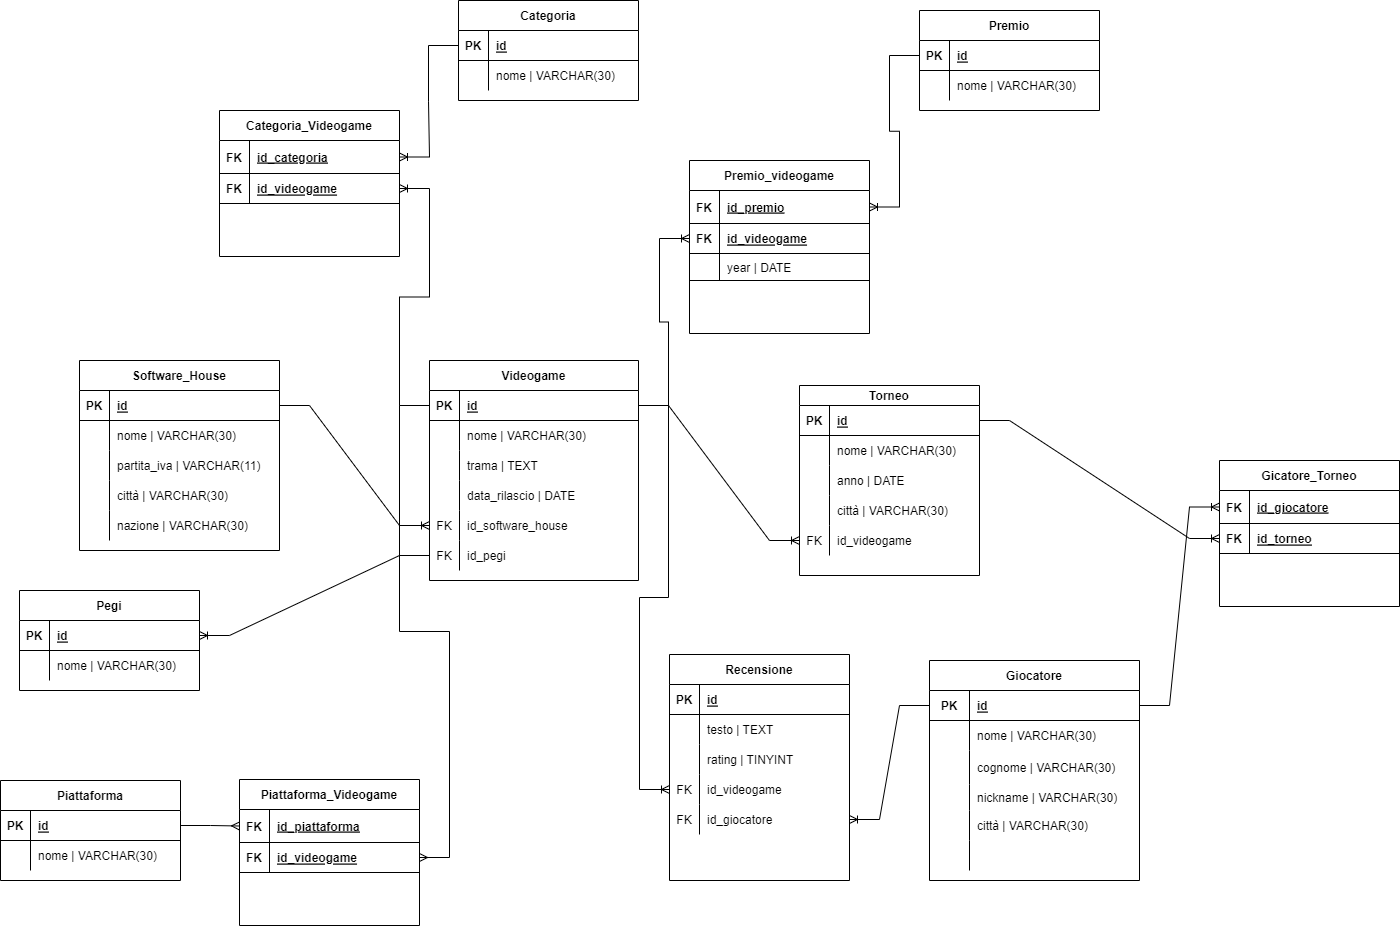 Categoria
PK id
nome | VARCHAR(30)
Premio
PK id
nome | VARCHAR(30)
Categoria_Videogame
FK id_categoria
FK id_videogame
Premio_videogame
FK id_premio
FK id_videogame
year | DATE
Software_House
PK id
nome | VARCHAR(30)
partita_iva | VARCHAR(11)
città | VARCHAR(30)
nazione | VARCHAR(30)
Videogame
PK id
nome | VARCHAR(30)
trama | TEXT
data_rilascio | DATE
FK id_software_house
FK id_pegi
Torneo
PK id
nome | VARCHAR(30)
anno | DATE
città | VARCHAR(30)
FK id_videogame
Gicatore_Torneo
FK id_giocatore
FK id_torneo
Pegi
PK id
nome | VARCHAR(30)
Recensione
PK id
testo | TEXT
rating | TINYINT
FK id_videogame
FK id_giocatore
Giocatore
PK id
nome | VARCHAR(30)
cognome | VARCHAR(30)
nickname | VARCHAR(30)
città | VARCHAR(30)
Piattaforma
PK id
nome | VARCHAR(30)
Piattaforma_Videogame
FK id_piattaforma
FK id_videogame